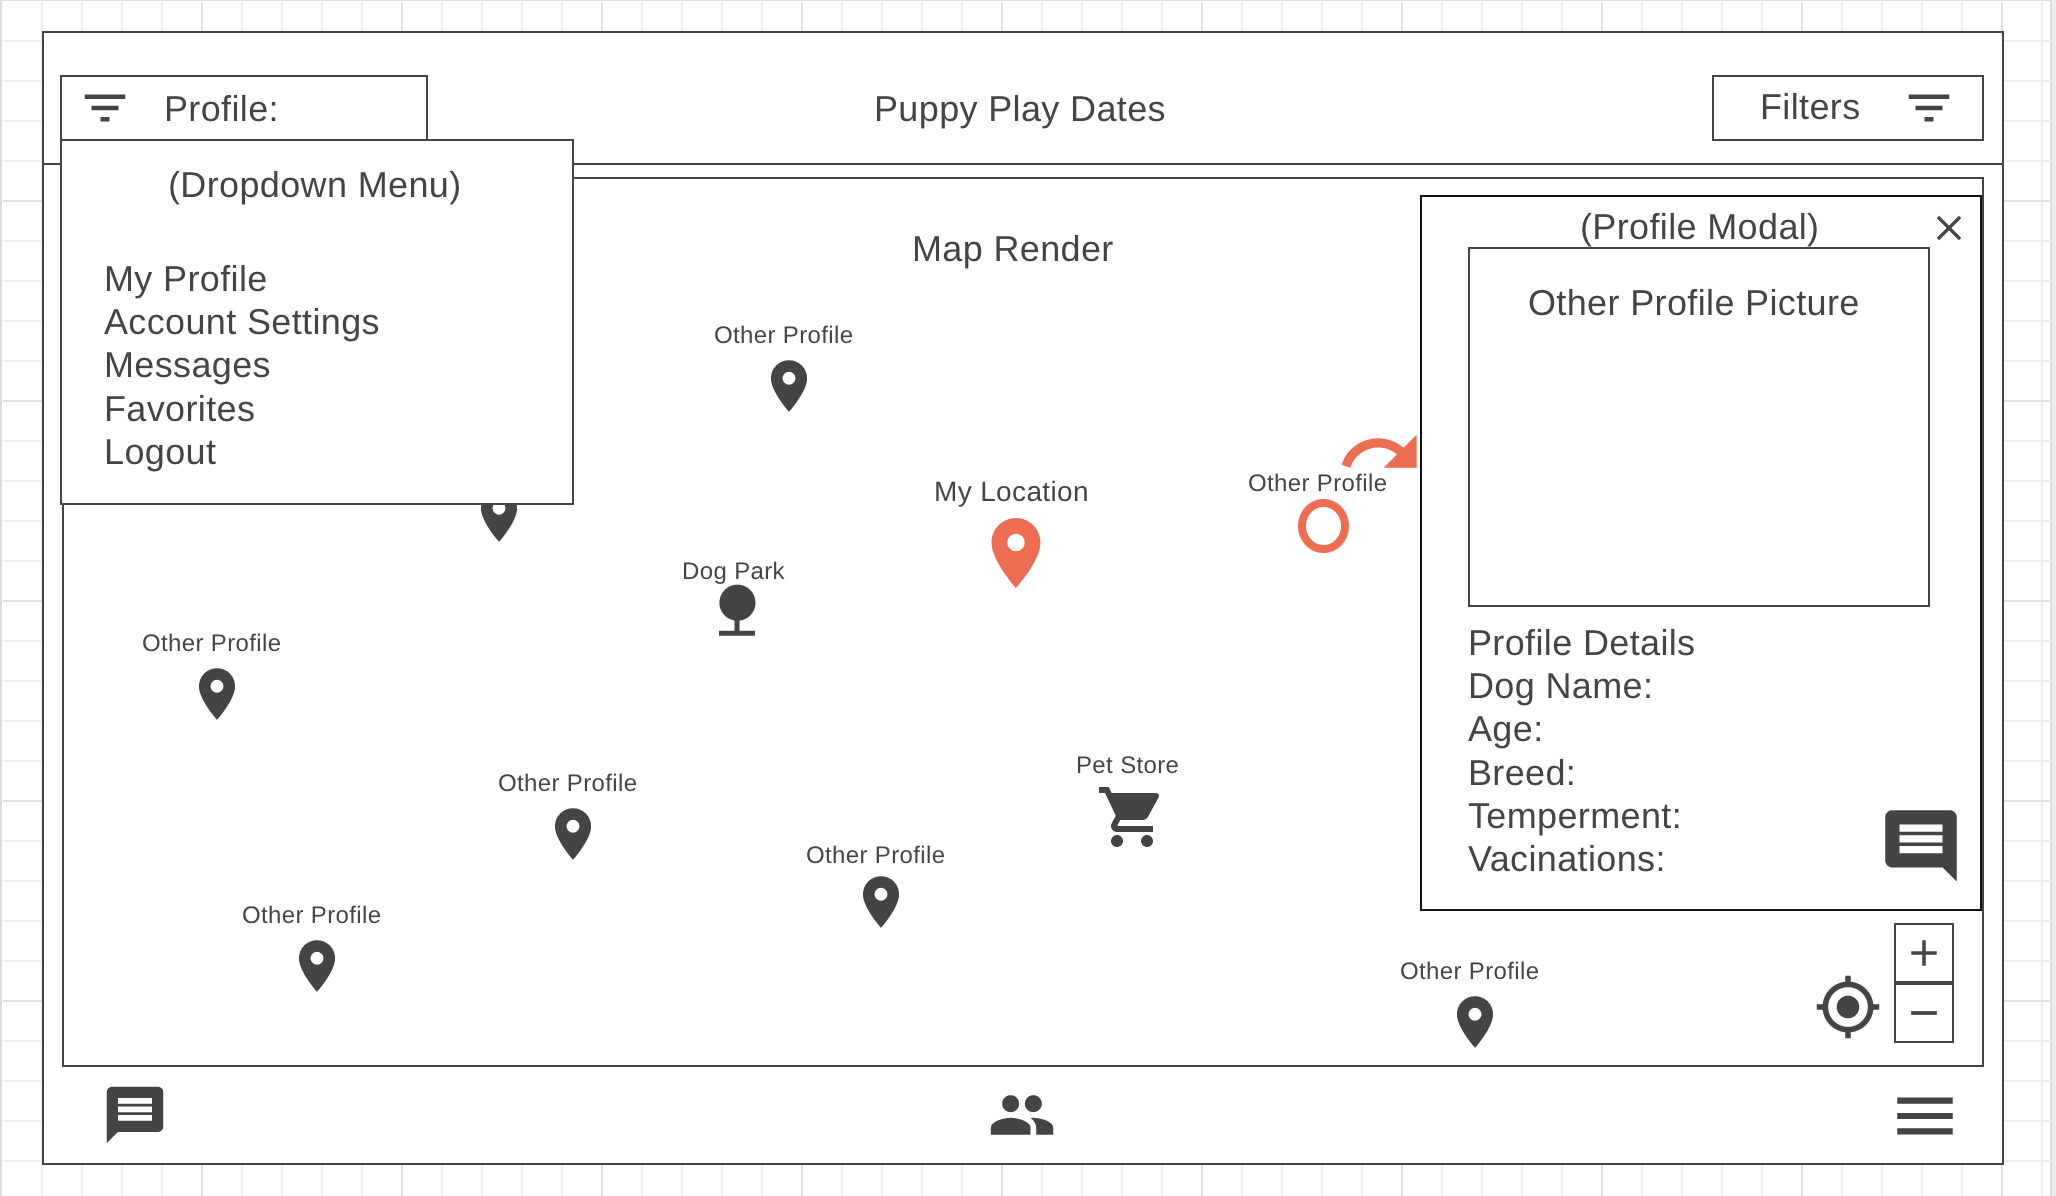 Profile:
Puppy Play Dates
Filters
(Dropdown Menu)
My Profile
Account Settings
Messages
Favorites
Logout
Map Render
(Profile Modal)
Other Profile Picture
Other Profile
My Location
Other Profile
Dog Park
Other Profile
Profile Details
Dog Name:
Age:
Breed:
Temperment:
Vacinations:
Pet Store
Other Profile
Other Profile
Other Profile
Other Profile